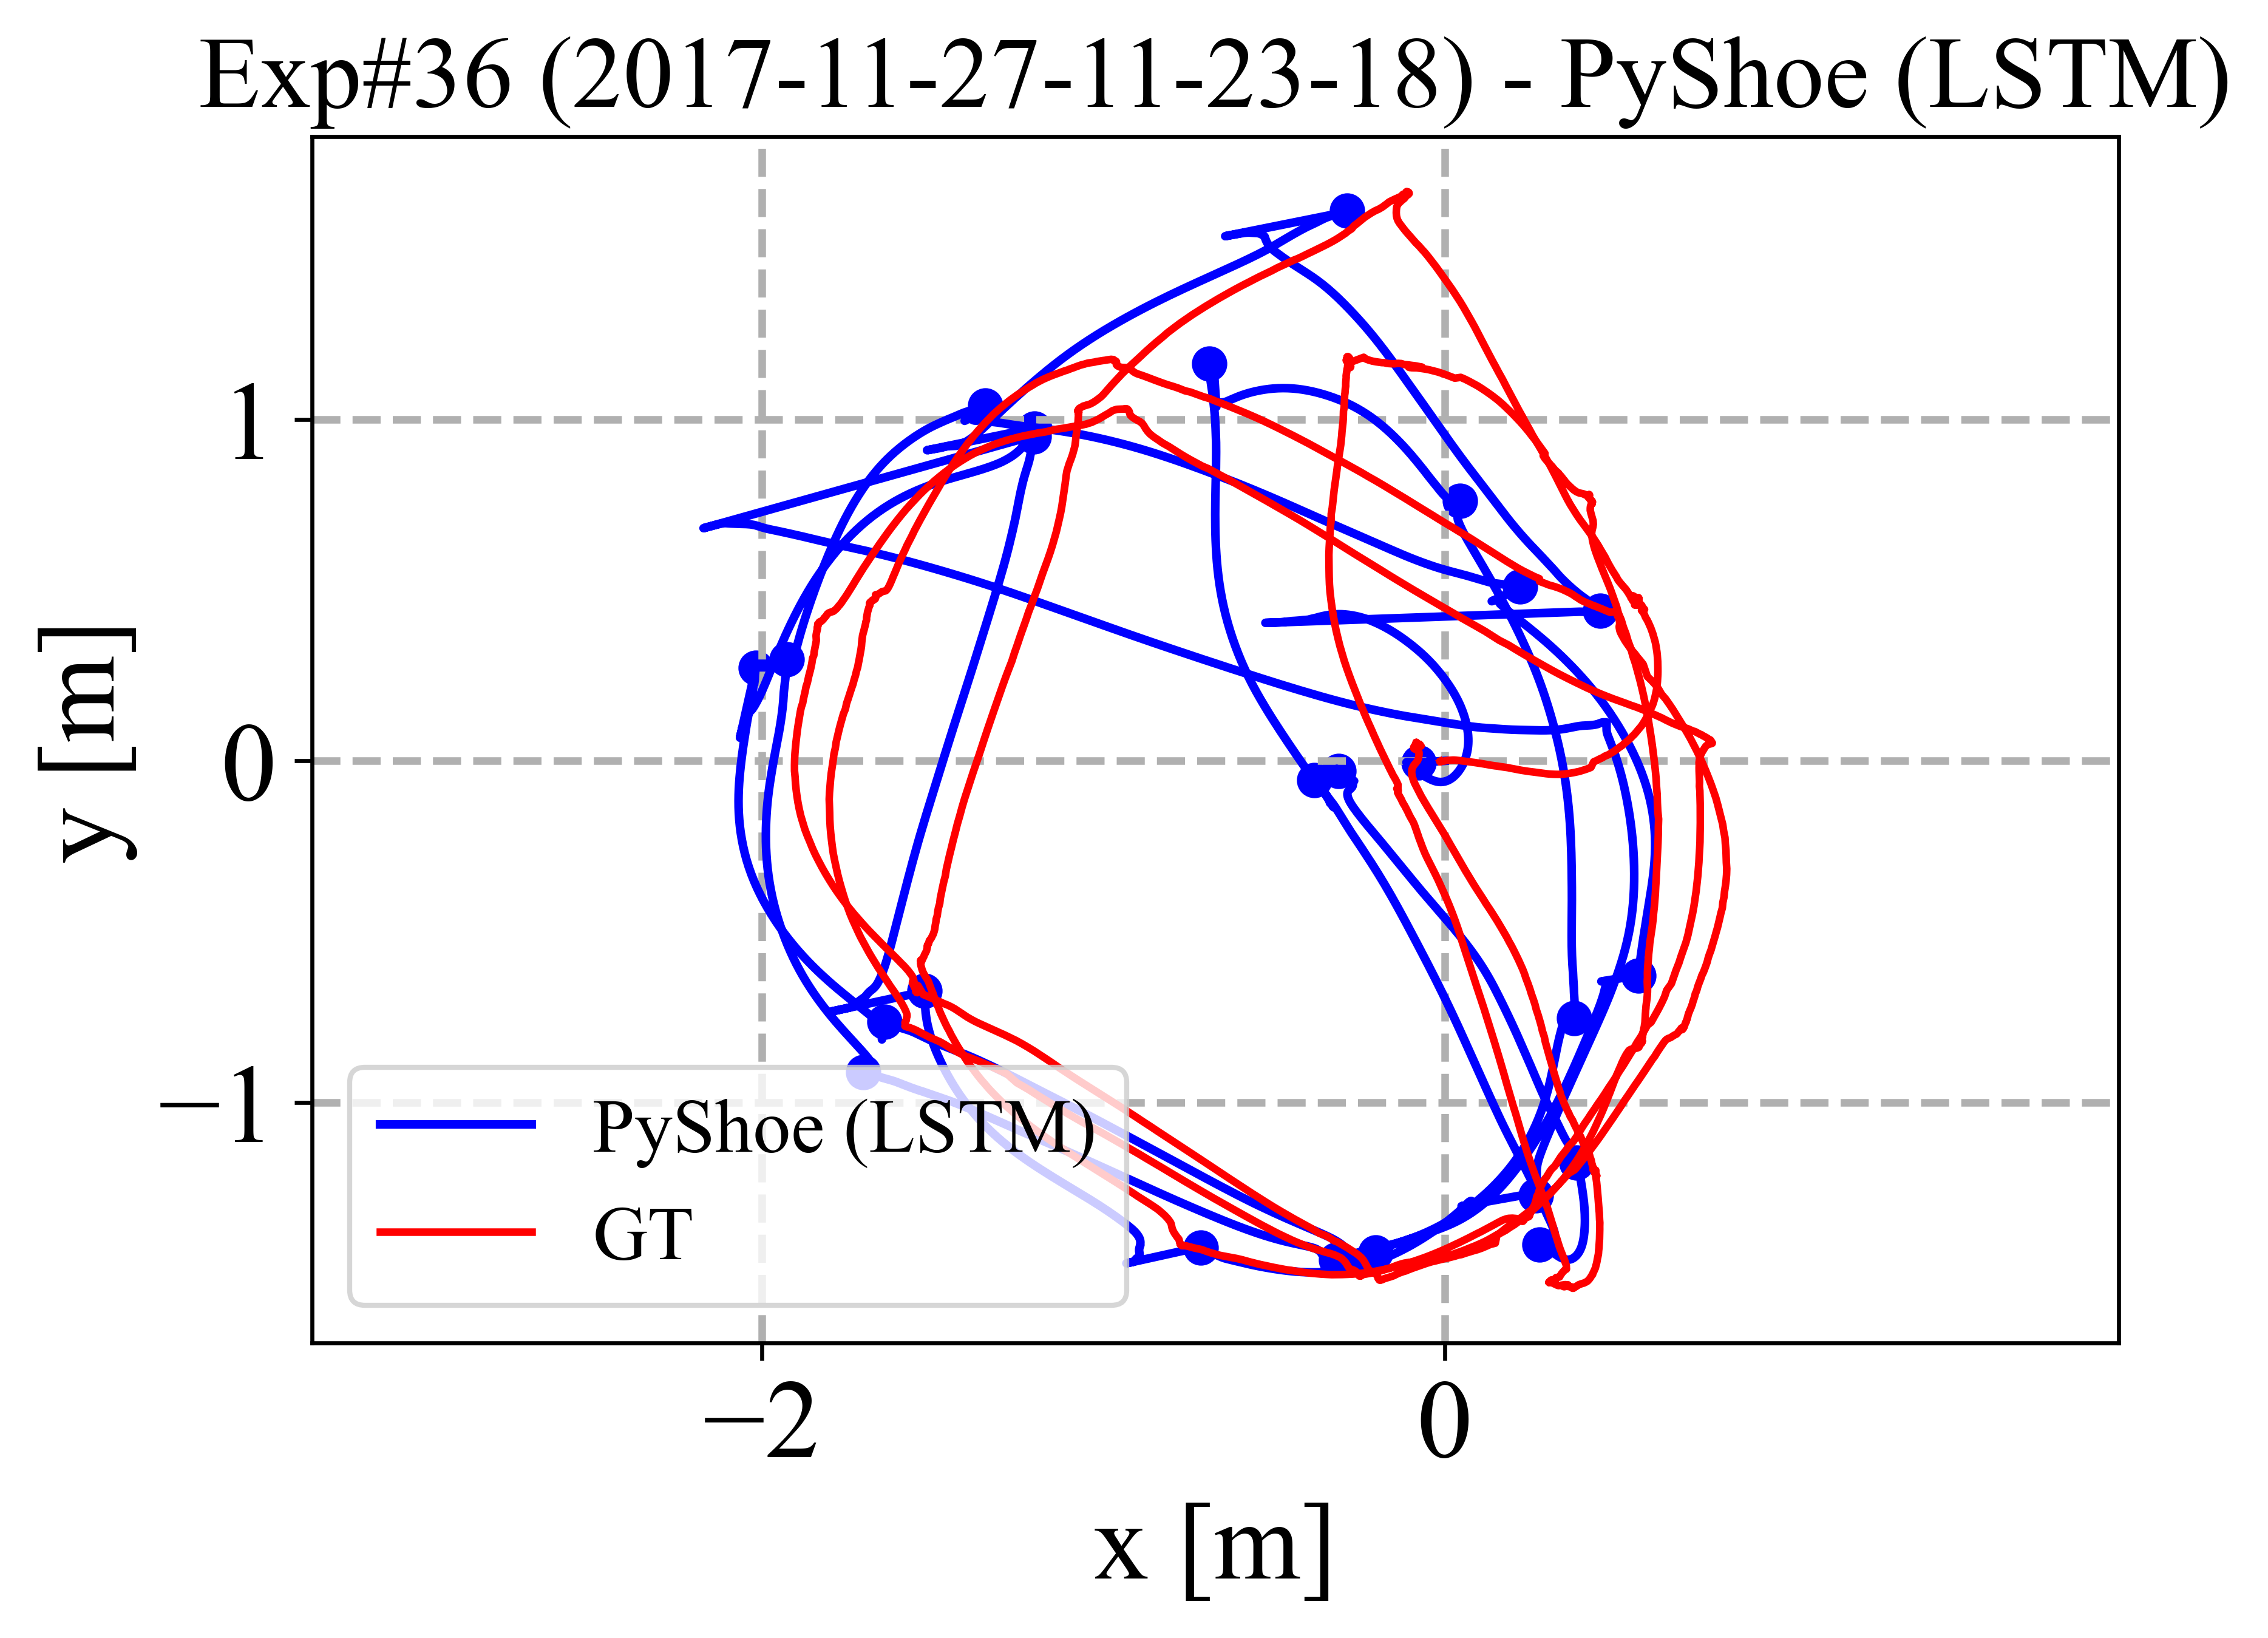 Exp#36 (2017-11-27-11-23-18) - PyShoe (LSTM)
y [m]
1
0
−1
PyShoe (LSTM)
GT
−2 0
x [m]